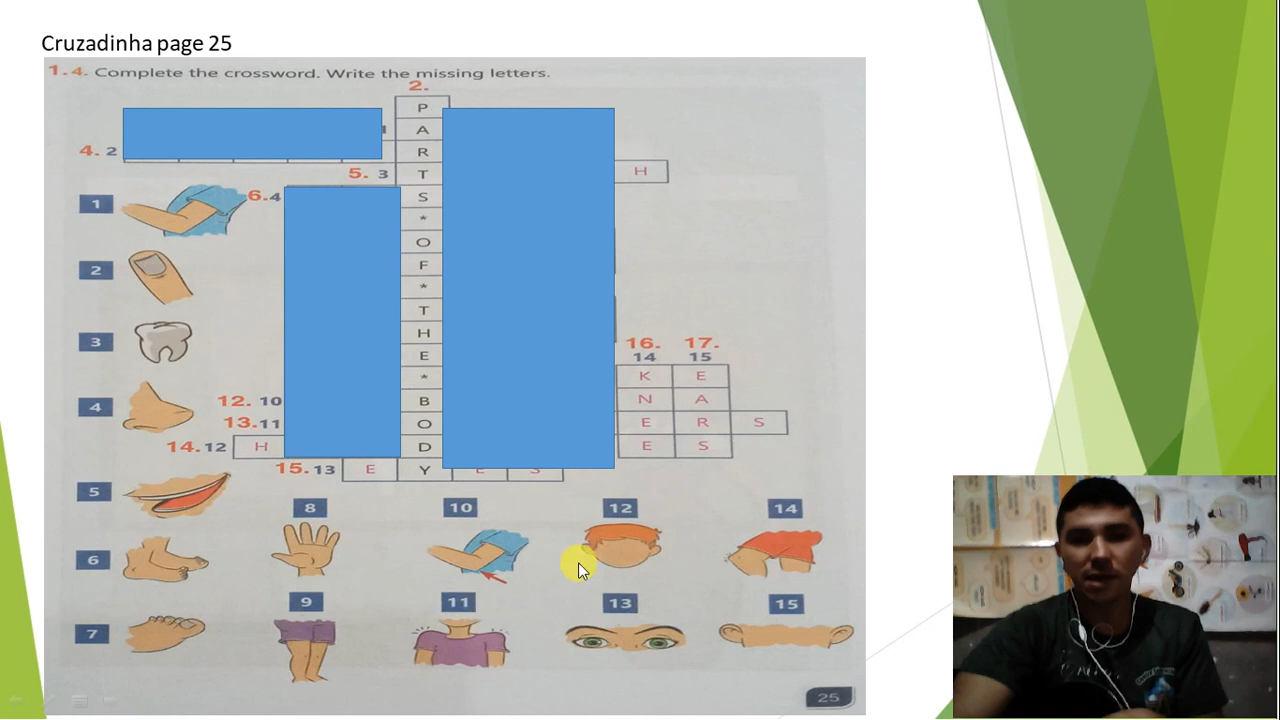 Cruzadinha page 25
1.4. Complete the crossword. Write the missing letters.
2.
P
A
4. 2 R
5. 3 T H
6.4 S
*
O
F
*
T
H
16. 17.
E 14 15
* K E
12. 10 B N A
13.11 O E R S
14. 12 H D E S
15. 13 E Y E S
1
2
3
4
5
6
7
8 10 12 14
9 11 13 15
25